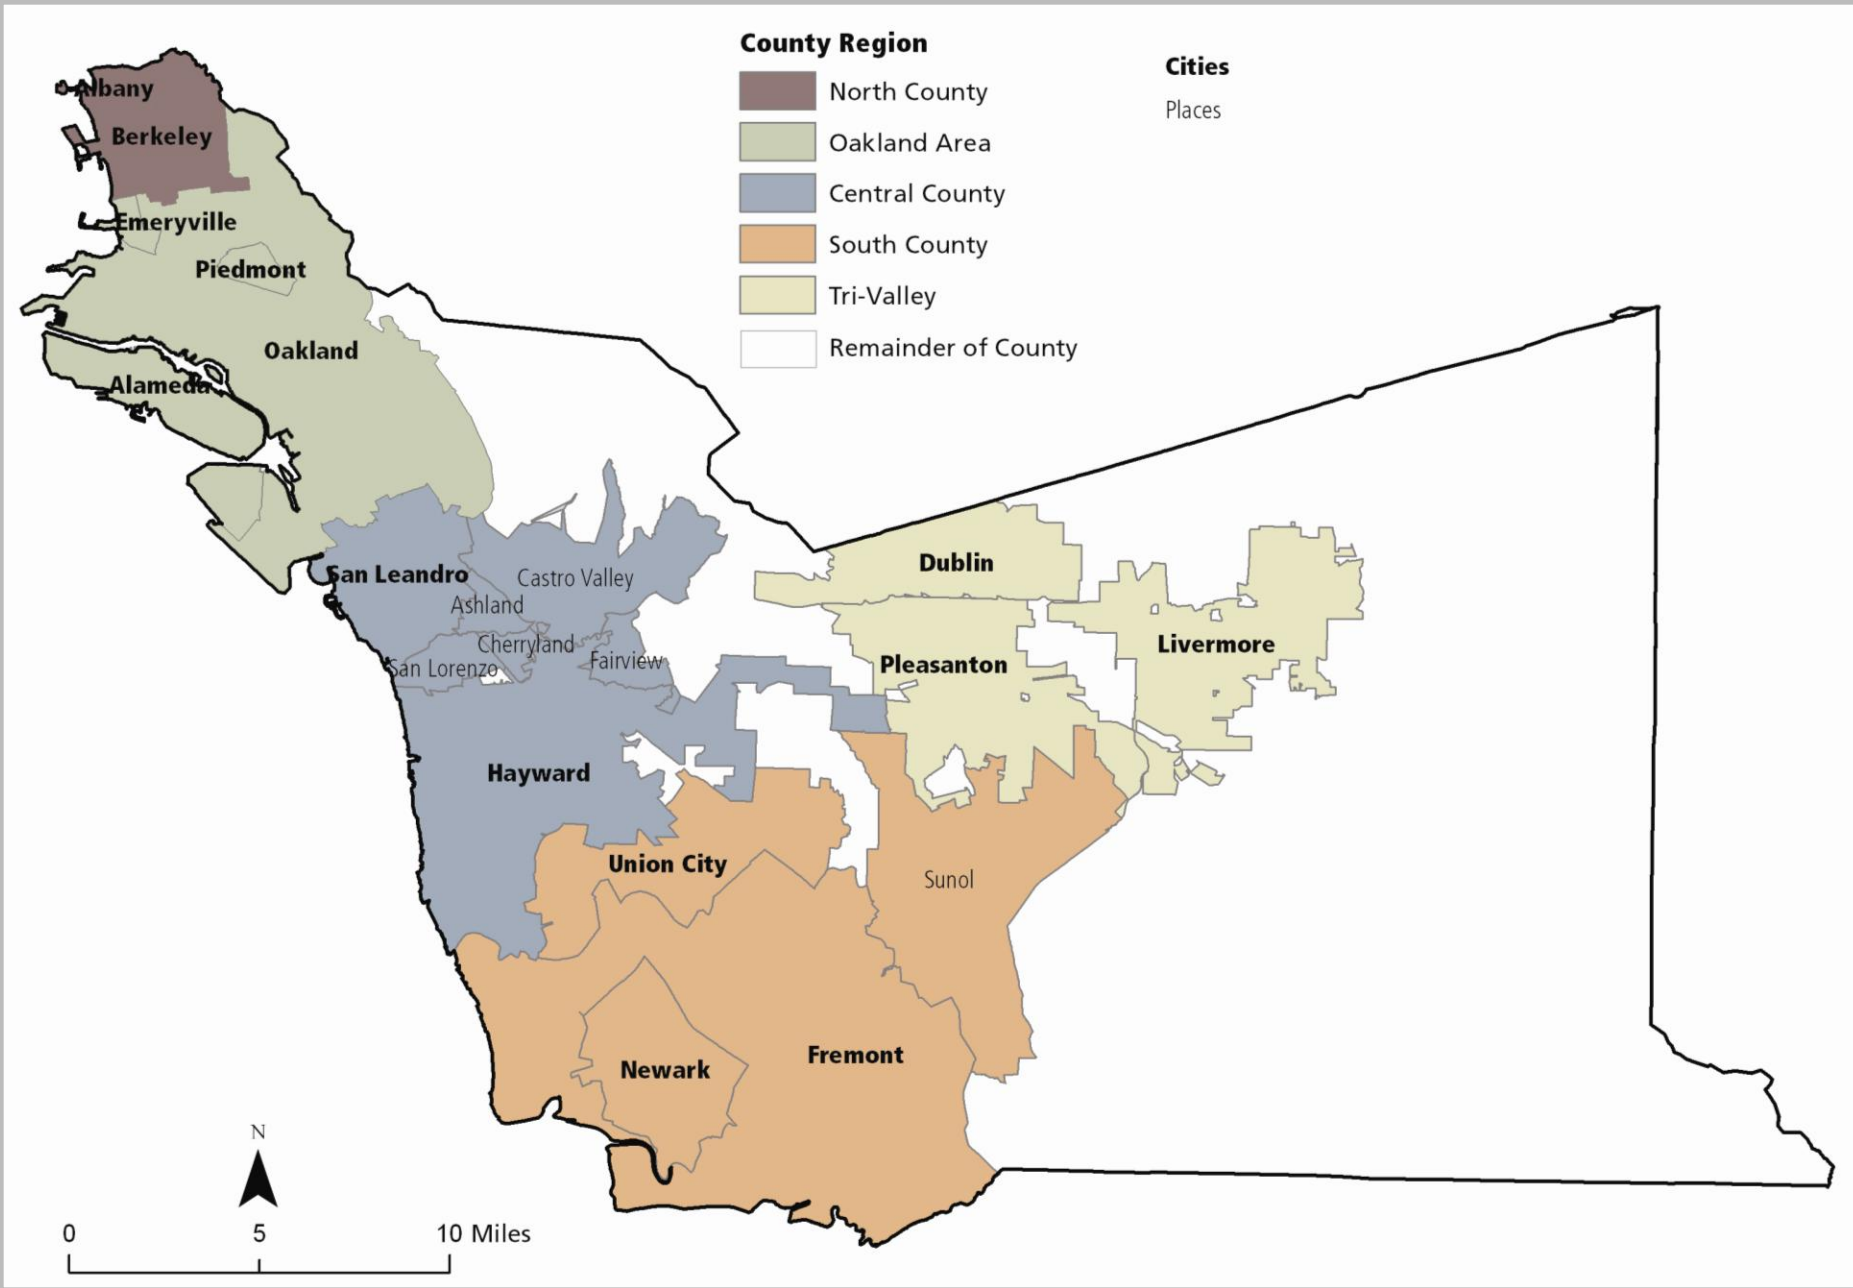 County Region
North County
Oakland Area
Central County
South County
Tri-Valley
Remainder of County
Cities
Places
Albany
Berkeley
Emeryville
Piedmont
Oakland
Alameda
San Leandro
Castro Valley
Ashland
Cherryland
San Lorenzo
Fairview
Dublin
Pleasanton
Livermore
Hayward
Union City
Sunol
Newark
Fremont
N
0 5 10 Miles